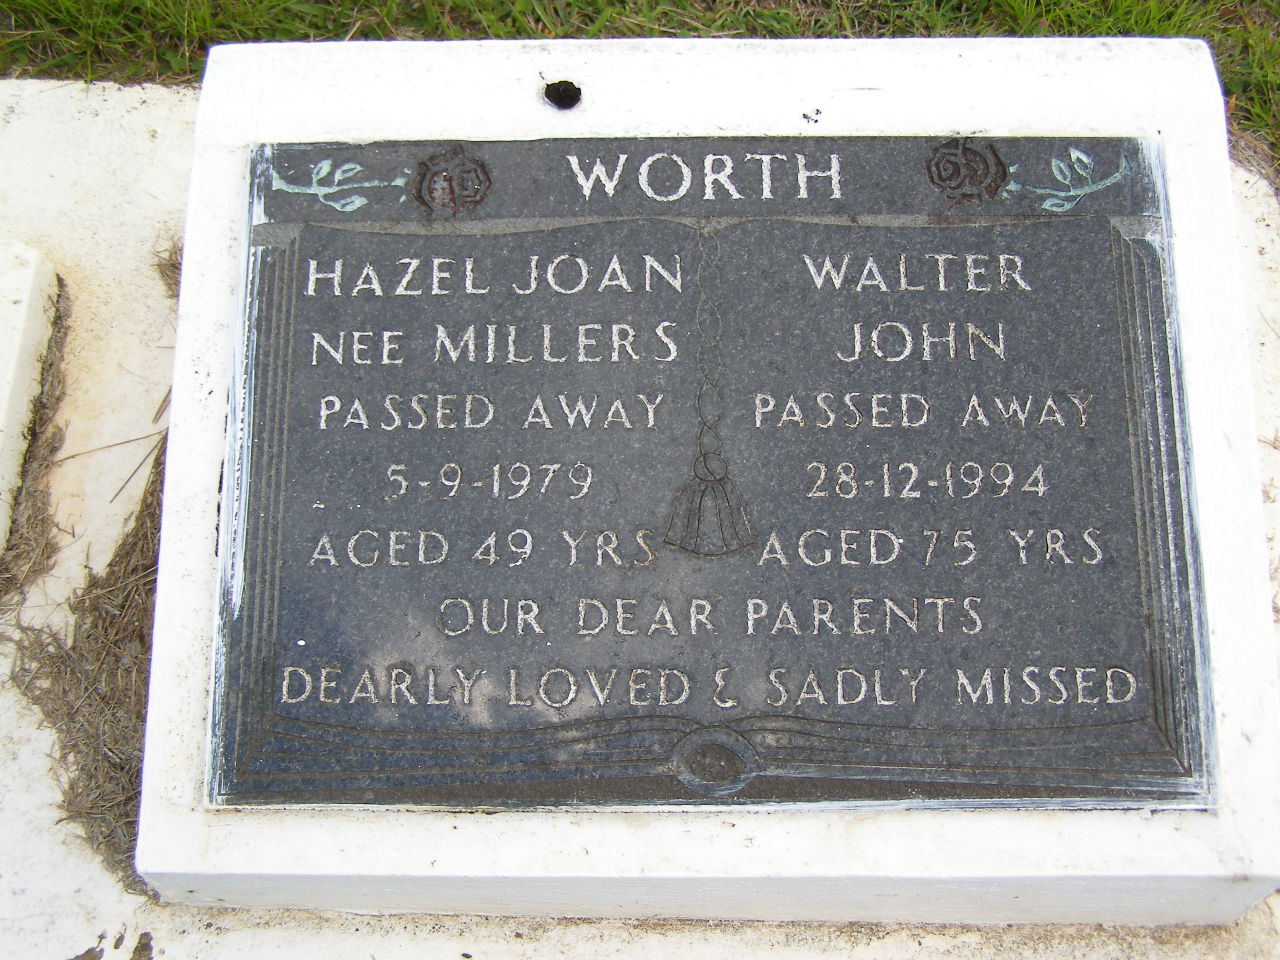 WORTH
HAZEL JOAN
NEE MILLERS
PASSED AWAY
5-9-1979
AGED 49 YRS
WALTER
JOHN
PASSED AWAY
28-12-1994
AGED 75 YRS
OUR DEAR PARENTS
DEARLY LOVED & SADLY MISSED